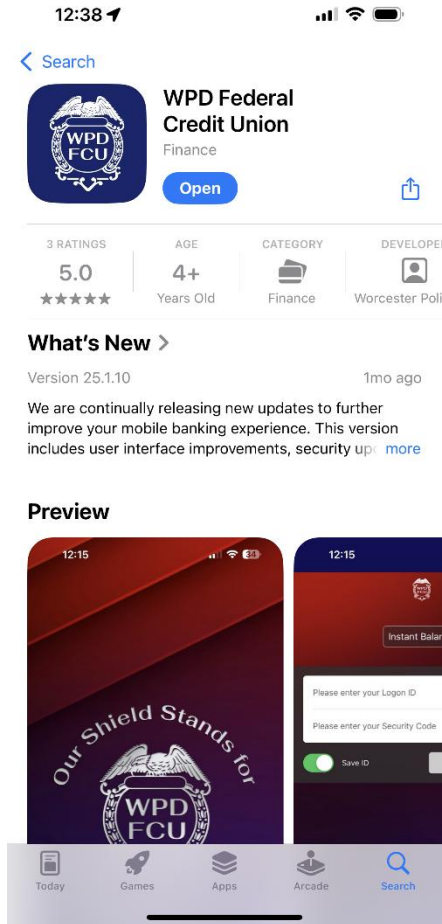 12:38
Search
WPD
FCU
WPD Federal
Credit Union
Finance
Open
3 RATINGS
AGE
CATEGORY
DEVELOPE
5.0
4+
Years Old
Finance
Worcester Poli
What's New
Version 25.1.10
1mo ago
We are continually releasing new updates to further
improve your mobile banking experience. This version
includes user interface improvements, security up more
Preview
12:15
34
Our Shield Stands for
WPD
FCU
12:15
Instant Balan
Please enter your Logon ID
Please enter your Security Code
Save ID
Today
Games
Apps
Arcade
Search